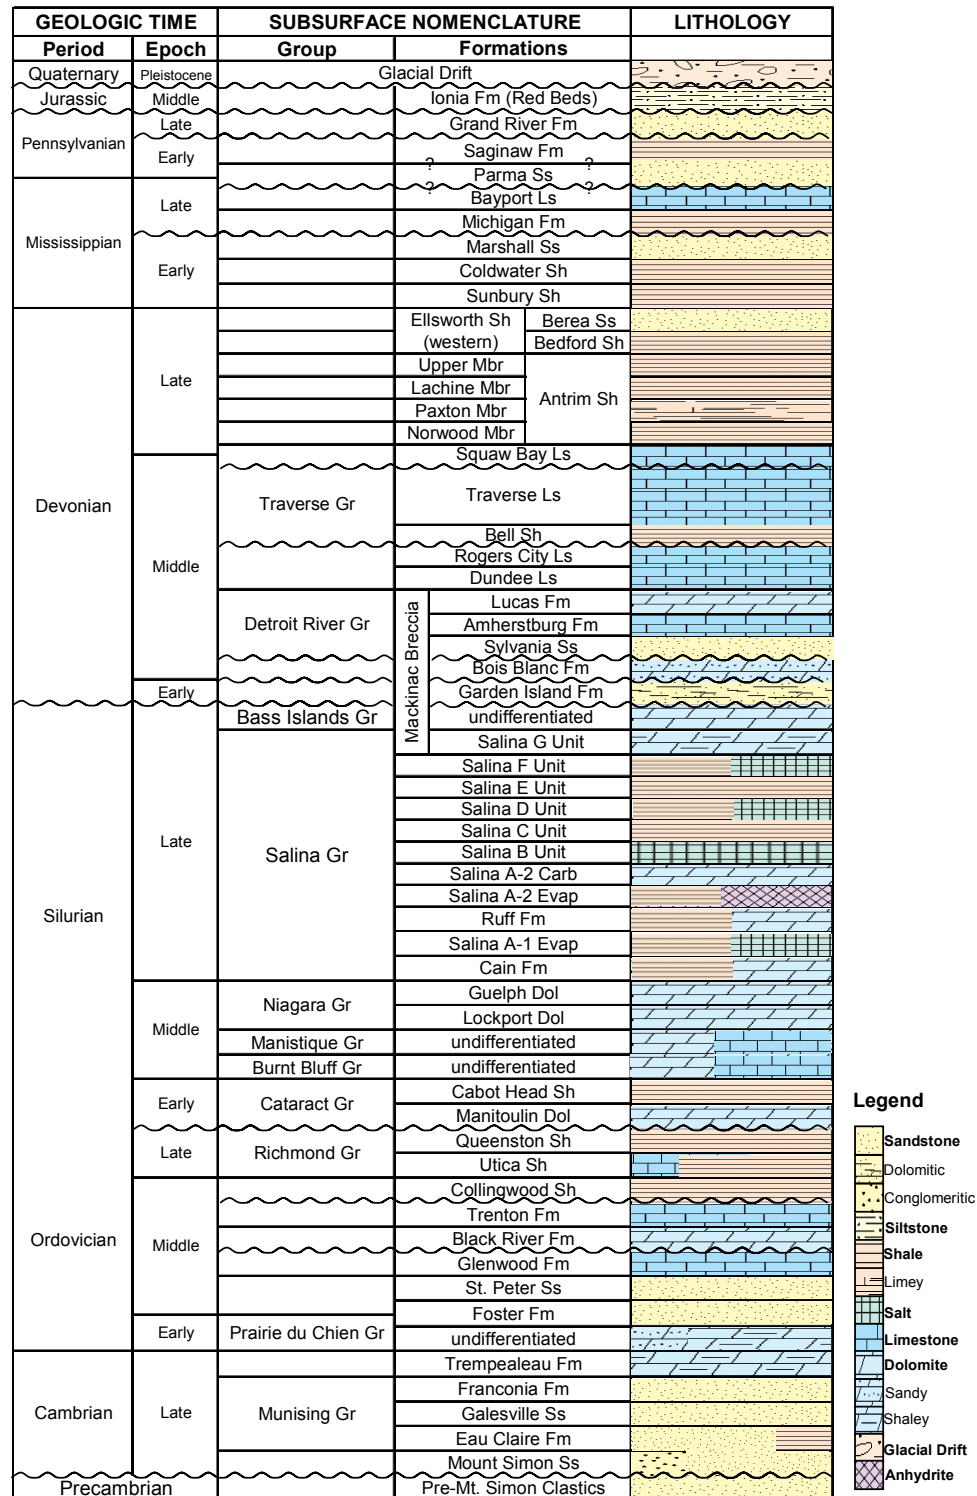 GEOLOGIC TIME SUBSURFACE NOMENCLATURE LITHOLOGY
Period Epoch Group Formations
Quaternary Pleistocene Glacial Drift
Jurassic Middle Ionia Fm (Red Beds)
Late Grand River Fm
Pennsylvanian
Early Saginaw Fm
? ?
Parma Ss
? ?
Late Bayport Ls
Michigan Fm
Mississippian
Marshall Ss
Early Coldwater Sh
Sunbury Sh
Ellsworth Sh Berea Ss
(western) Bedford Sh
Late Upper Mbr
Lachine Mbr
Antrim Sh
Paxton Mbr
Norwood Mbr
Squaw Bay Ls
Devonian Traverse Gr Traverse Ls
Bell Sh
Middle Rogers City Ls
Dundee Ls
Mackinac Breccia
Lucas Fm
Detroit River Gr Amherstburg Fm
Sylvania Ss
Bois Blanc Fm
Early Garden Island Fm
Bass Islands Gr undifferentiated
Salina G Unit
Salina F Unit
Salina E Unit
Salina D Unit
Salina C Unit
Late Salina Gr Salina B Unit
Salina A-2 Carb
Salina A-2 Evap
Silurian Ruff Fm
Salina A-1 Evap
Cain Fm
Niagara Gr Guelph Dol
Lockport Dol
Middle Manistique Gr undifferentiated
Burnt Bluff Gr undifferentiated
Early Cataract Gr Cabot Head Sh
Manitoulin Dol
Late Richmond Gr Queenston Sh
Utica Sh
Collingwood Sh
Trenton Fm
Ordovician Middle Black River Fm
Glenwood Fm
St. Peter Ss
Foster Fm
Early Prairie du Chien Gr undifferentiated
Trempealeau Fm
Franconia Fm
Cambrian Late Munising Gr Galesville Ss
Eau Claire Fm
Mount Simon Ss
Precambrian Pre-Mt. Simon Clastics
Legend
Sandstone
Dolomitic
Conglomeritic
Siltstone
Shale
Limey
Salt
Limestone
Dolomite
Sandy
Shaley
Glacial Drift
Anhydrite